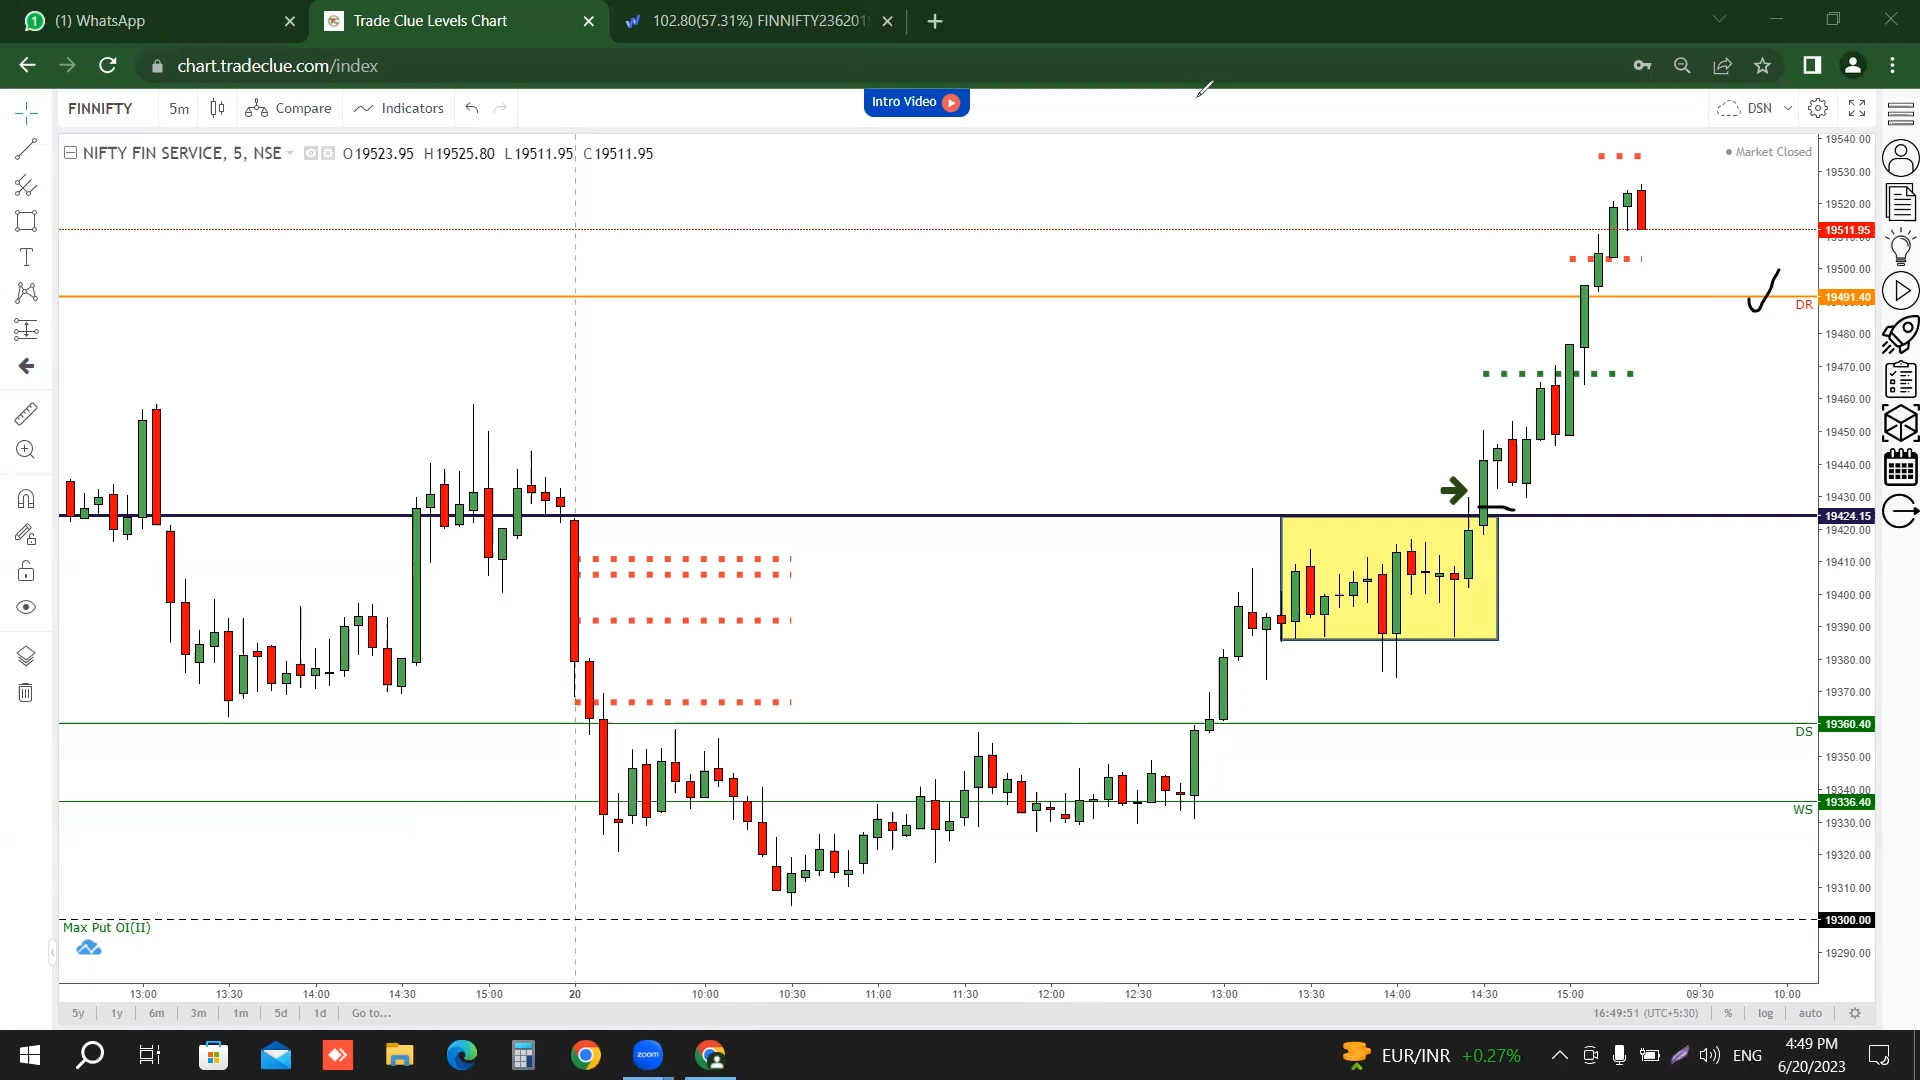 (1) WhatsApp
Trade Clue Levels Chart
102.80(57.31%) FINNIFTY236201
chart.tradeclue.com/index
FINNIFTY 5m Compare Indicators
Intro Video
DSN
NIFTY FIN SERVICE, 5, NSE O19523.95 H19525.80 L19511.95 C19511.95
Market Closed
19540.00
19530.00
19520.00
19511.95
19510.00
19500.00
19491.40
DR
19480.00
19470.00
19460.00
19450.00
19440.00
19430.00
19424.15
19420.00
19410.00
19400.00
19390.00
19380.00
19370.00
19360.40
DS
19350.00
19340.00
19336.40
WS
19330.00
19320.00
19310.00
19300.00
Max Put OI(II)
19290.00
13:00 13:30 14:00 14:30 15:00 20 10:00 10:30 11:00 11:30 12:00 12:30 13:00 13:30 14:00 14:30 15:00 09:30 10:00
5y 1y 6m 3m 1m 5d 1d Go to...
16:49:51 (UTC+5:30) % log auto
zoom
EUR/INR +0.27%
ENG
4:49 PM
6/20/2023